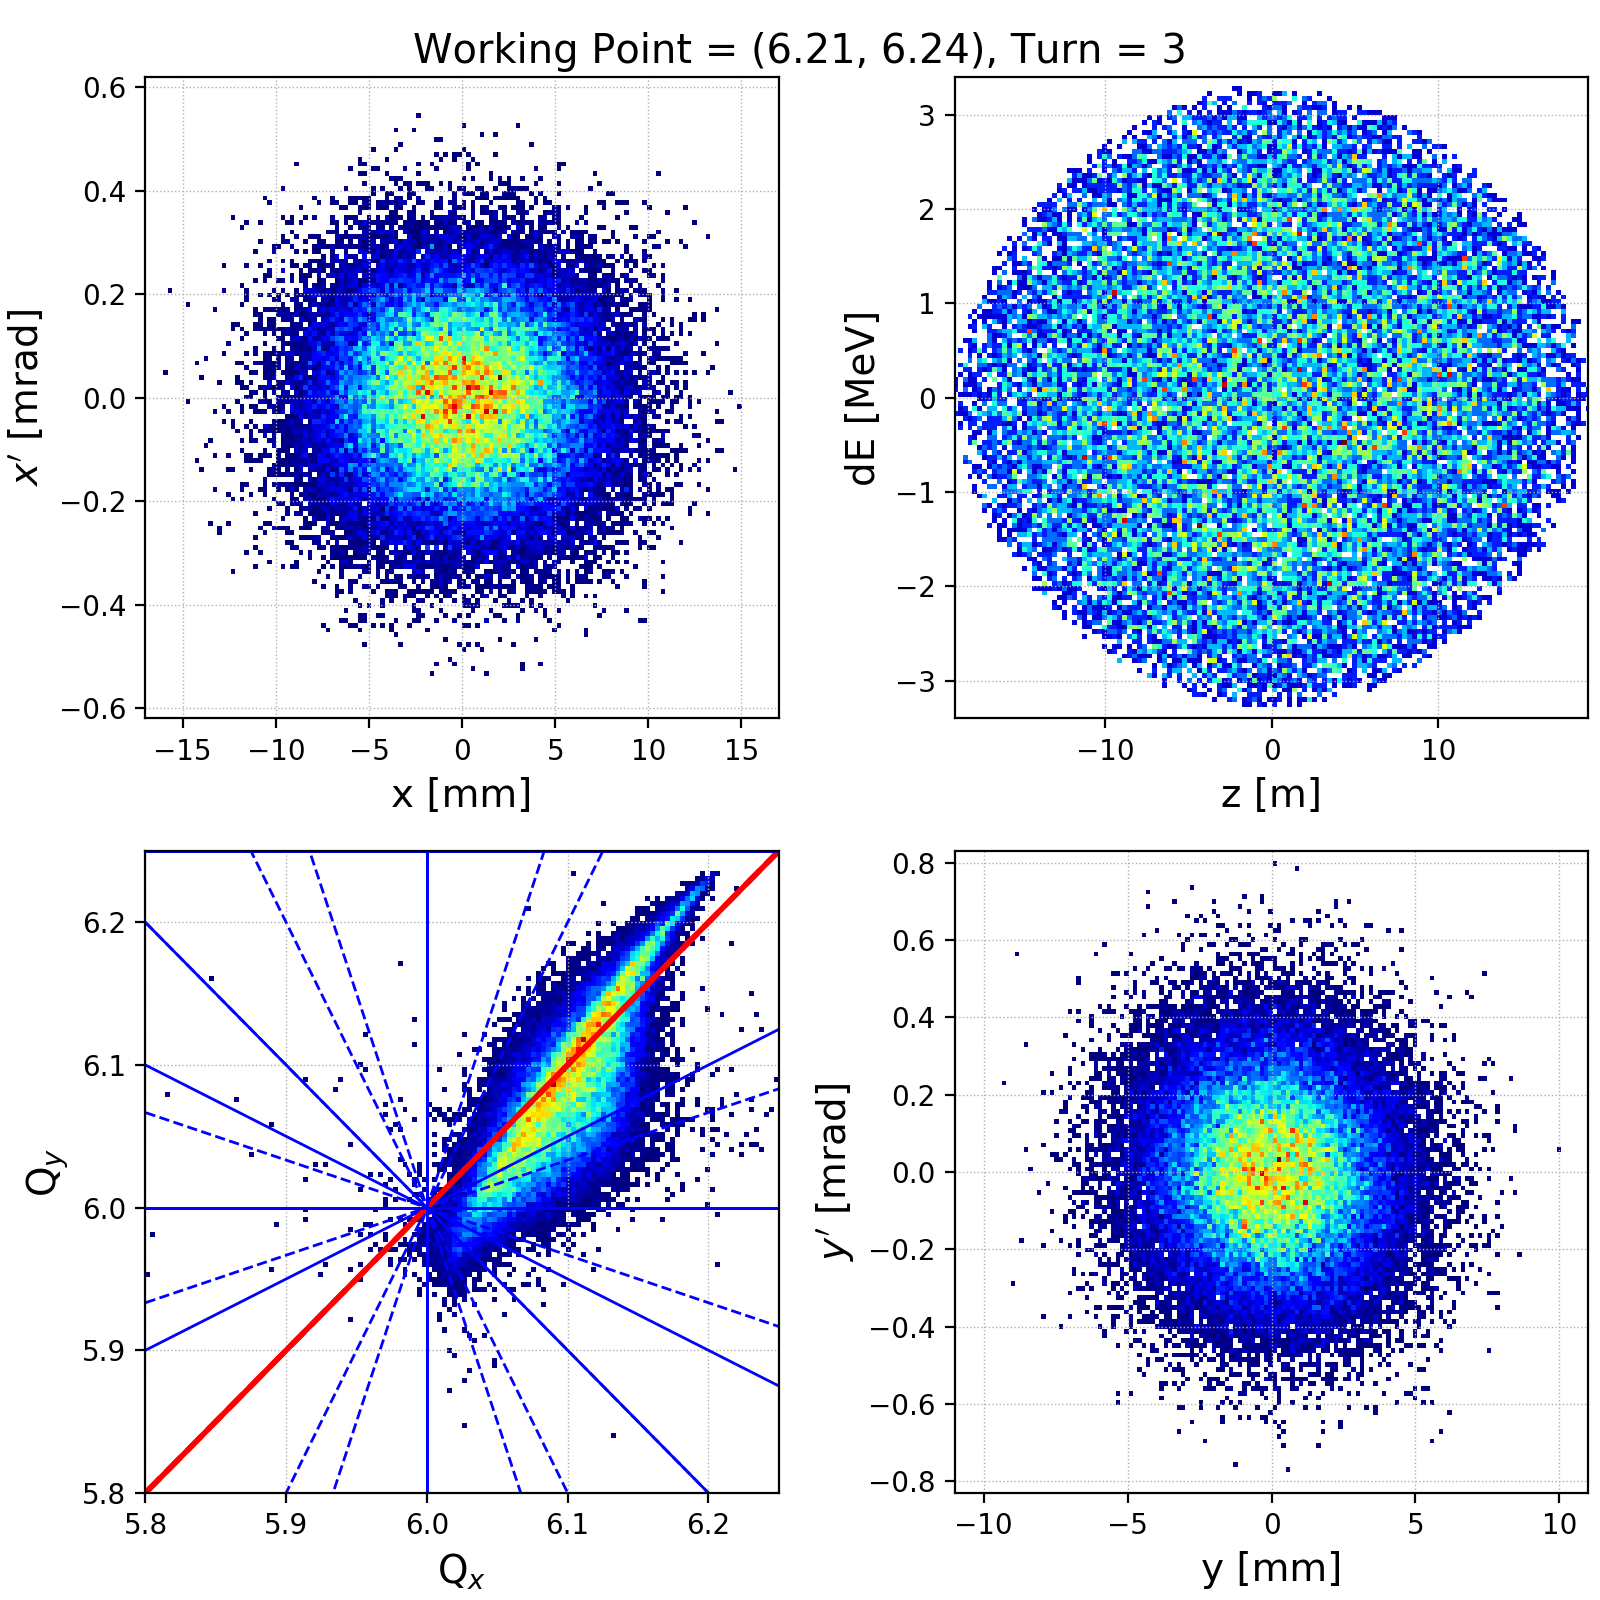 Working Point = (6.21, 6.24), Turn = 3
0.6
0.4
0.2
0.0
−0.2
−0.4
−0.6
x′ [mrad]
−15 −10 −5 0 5 10 15
x [mm]
3
2
1
0
−1
−2
−3
dE [MeV]
−10 0 10
z [m]
6.2
6.1
6.0
5.9
5.8
Qy
5.8 5.9 6.0 6.1 6.2
Qx
0.8
0.6
0.4
0.2
0.0
−0.2
−0.4
−0.6
−0.8
y′ [mrad]
−10 −5 0 5 10
y [mm]